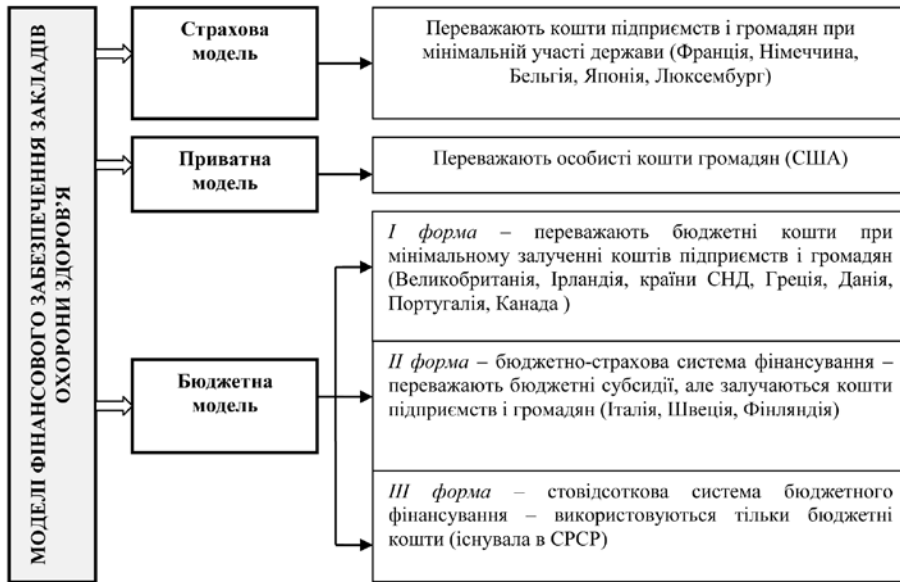 МОДЕЛІ ФІНАНСОВОГО ЗАБЕЗПЕЧЕННЯ ЗАКЛАДІВ
ОХОРОНИ ЗДОРОВ'Я
Страхова
модель
Переважають кошти підприємств і громадян при
мінімальній участі держави (Франція, Німеччина,
Бельгія, Японія, Люксембург)
Приватна
модель
Переважають особисті кошти громадян (США)
Бюджетна
модель
І форма – переважають бюджетні кошти при
мінімальному залученні коштів підприємств і громадян
(Великобританія, Ірландія, країни СНД, Греція, Данія,
Португалія, Канада )
ІІ форма – бюджетно-страхова система фінансування –
переважають бюджетні субсидії, але залучаються кошти
підприємств і громадян (Італія, Швеція, Фінляндія)
ІІІ форма – стовідсоткова система бюджетного
фінансування – використовуються тільки бюджетні
кошти (існувала в СРСР)